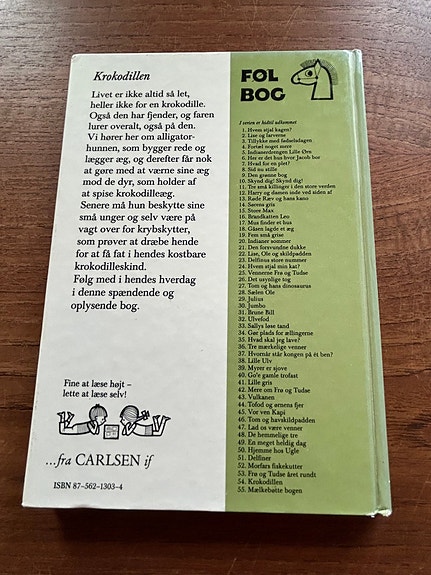 Krokodillen
Livet er ikke altid så let,
heller ikke for en krokodille.
Også den har fjender, og faren
lurer overalt, også på den.
Vi hører her om alligator-
hunnen, som bygger rede og
lægger æg, og derefter får nok
at gøre med at værne sine æg
mod de dyr, som holder af
at spise krokodilleæg.
Senere må hun beskytte sine
små unger og selv være på
vagt over for krybskytter,
som prøver at dræbe hende
for at få fat i hendes kostbare
krokodilleskind.
Følg med i hendes hverdag
i denne spændende og
oplysende bog.
Fine at læse højt –
lette at læse selv!
...fra CARLSEN if
ISBN 87-562-1303-4
FØL
BOG
I serien er hidtil udkommet
1. Hvem stjal kagen?
2. Lise og farverne
3. Tillykke med fødselsdagen
4. Fortæl noget mere
5. Indianerdrengen Lille Ørn
6. Her er det hus hvor Jacob bor
7. Hvad for en plet?
8. Sid nu stille
9. Den grønne bog
10. Skynd dig! Skynd dig!
11. Tre små killinger i den store verden
12. Harry og damen inde ved siden af
13. Røde Ræv og hans kano
14. Sørens gris
15. Store Max
16. Brandkatten Leo
17. Mus finder et hus
18. Gåsen lagde et æg
19. Fem små grise
20. Indianer sommer
21. Den forsvundne dukke
22. Lise, Ole og skildpadden
23. Delfinus store nummer
24. Hvem stjal min kat?
25. Vennerne Frø og Tudse
26. Det usynlige tog
27. Tom og hans dinosaurus
28. Sælen Ole
29. Julius
30. Jumbo
31. Brune Bill
32. Ulvefod
33. Sallys løse tand
34. Gør plads for ællingerne
35. Hvad skal jeg lave?
36. Tre mærkelige venner
37. Hvornår står kongen på ét ben?
38. Lille Ulv
39. Myrer er sjove
40. Go'e gamle trofast
41. Lille gris
42. Mere om Frø og Tudse
43. Vulkanen
44. Tofod og ørnens fjer
45. Vor ven Kapi
46. Tom og havskildpadden
47. Lad os være venner
48. De hemmelige tre
49. En meget heldig dag
50. Hjemme hos Ugle
51. Delfiner
52. Morfars fiskekutter
53. Frø og Tudse året rundt
54. Krokodillen
55. Mælkebøtte bogen